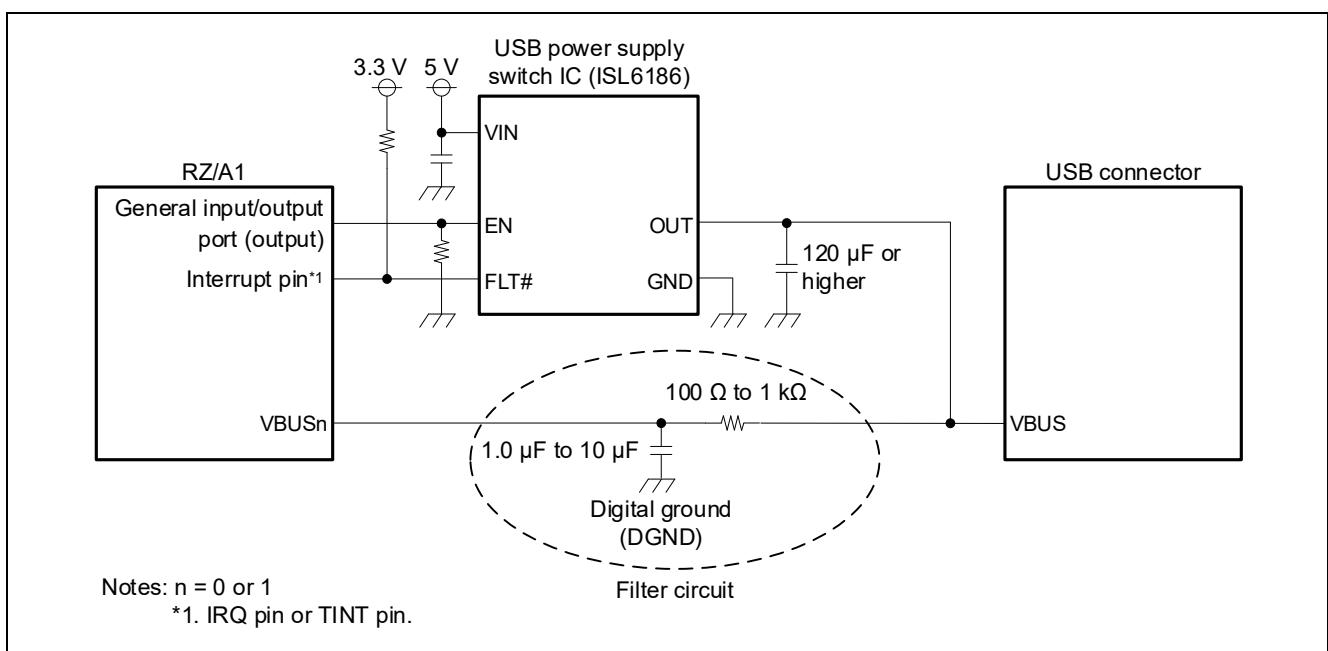 USB power supply
switch IC (ISL6186)
3.3 V
5 V
VIN
RZ/A1
USB connector
General input/output
port (output)
EN
OUT
120 µF or
higher
Interrupt pin*1
FLT#
GND
100 Ω to 1 kΩ
VBUSn
VBUS
1.0 µF to 10 µF
Digital ground
(DGND)
Filter circuit
Notes: n = 0 or 1
*1. IRQ pin or TINT pin.